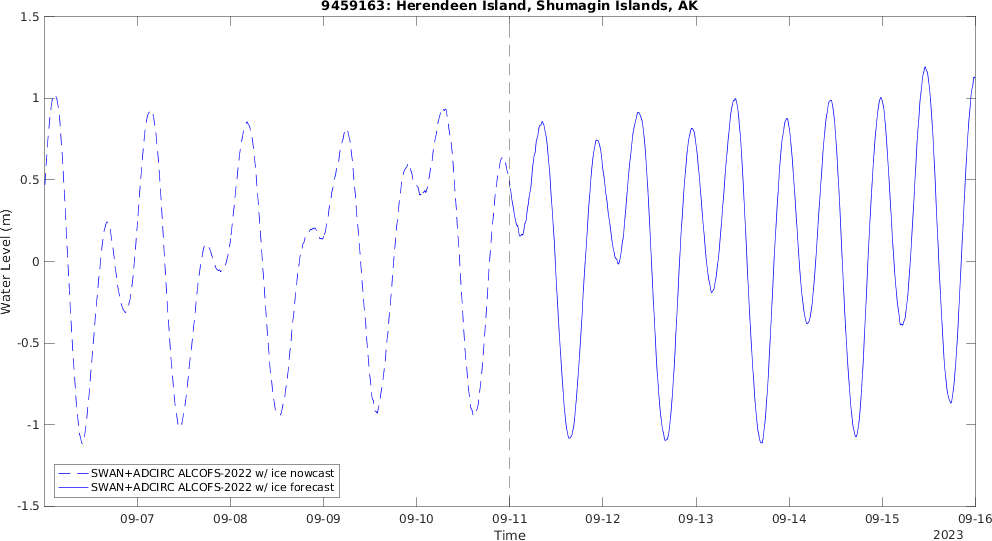 9459163: Herendeen Island, Shumagin Islands, AK
1.5
1
0.5
0
-0.5
-1
-1.5
Water Level (m)
SWAN+ADCIRC ALCOFS-2022 w/ ice nowcast
SWAN+ADCIRC ALCOFS-2022 w/ ice forecast
09-07 09-08 09-09 09-10 09-11 09-12 09-13 09-14 09-15 09-16
Time
2023